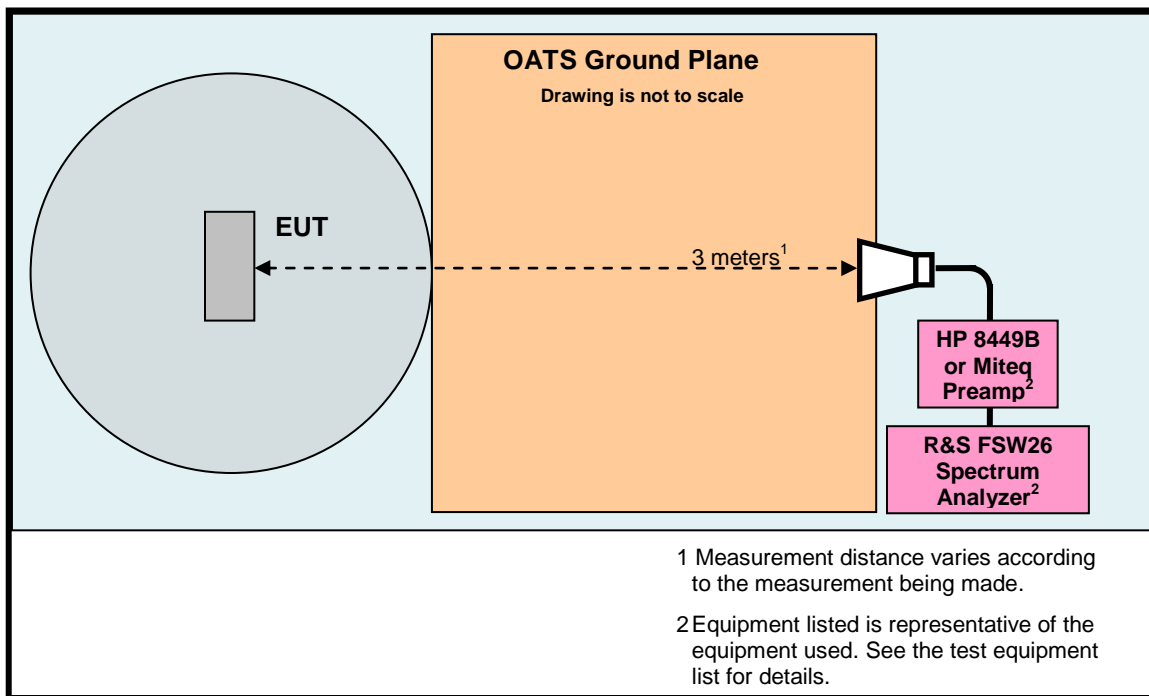 OATS Ground Plane
Drawing is not to scale
EUT
3 meters¹
HP 8449B
or Miteq
Preamp²
R&S FSW26
Spectrum
Analyzer²
1 Measurement distance varies according
to the measurement being made.
2 Equipment listed is representative of the
equipment used. See the test equipment
list for details.